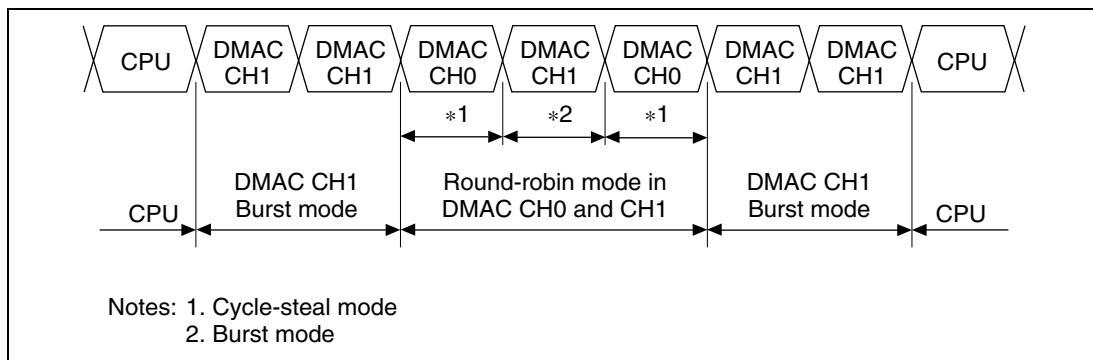 CPU
DMAC CH1
DMAC CH1
DMAC CH0
DMAC CH1
DMAC CH0
DMAC CH1
DMAC CH1
CPU
*1
*2
*1
CPU
DMAC CH1
Burst mode
Round-robin mode in
DMAC CH0 and CH1
DMAC CH1
Burst mode
CPU
Notes: 1. Cycle-steal mode
2. Burst mode